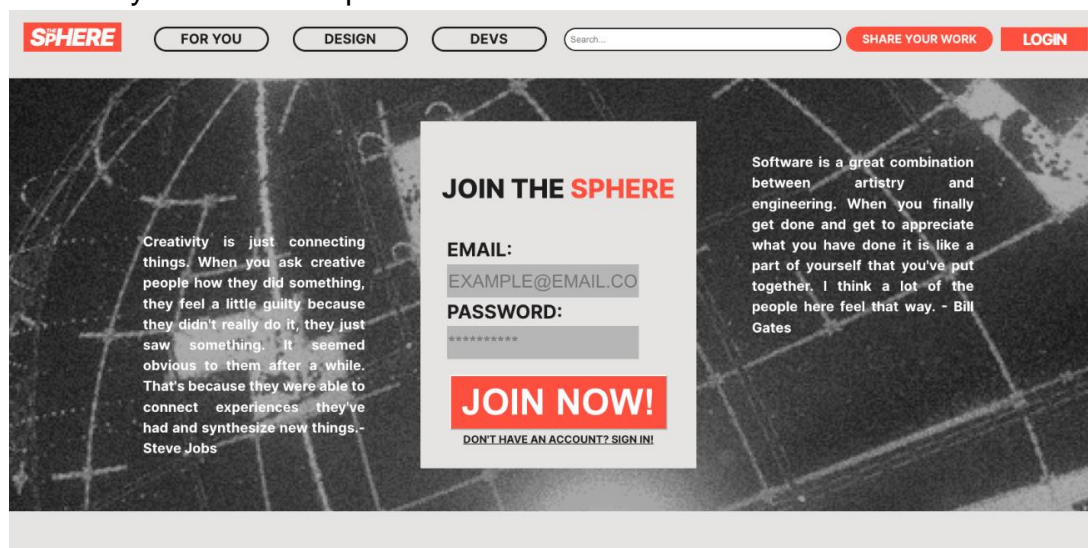 THE
SPHERE
FOR YOU
DESIGN
DEVS
Search...
SHARE YOUR WORK
LOGIN
Creativity is just connecting
things. When you ask creative
people how they did something,
they feel a little guilty because
they didn't really do it, they just
saw something. It seemed
obvious to them after a while.
That's because they were able to
connect experiences they've
had and synthesize new things.-
Steve Jobs
JOIN THE SPHERE
EMAIL:
EXAMPLE@EMAIL.CO
PASSWORD:
**********
JOIN NOW!
DON'T HAVE AN ACCOUNT? SIGN IN!
Software is a great combination
between artistry and
engineering. When you finally
get done and get to appreciate
what you have done it is like a
part of yourself that you've put
together. I think a lot of the
people here feel that way. - Bill
Gates